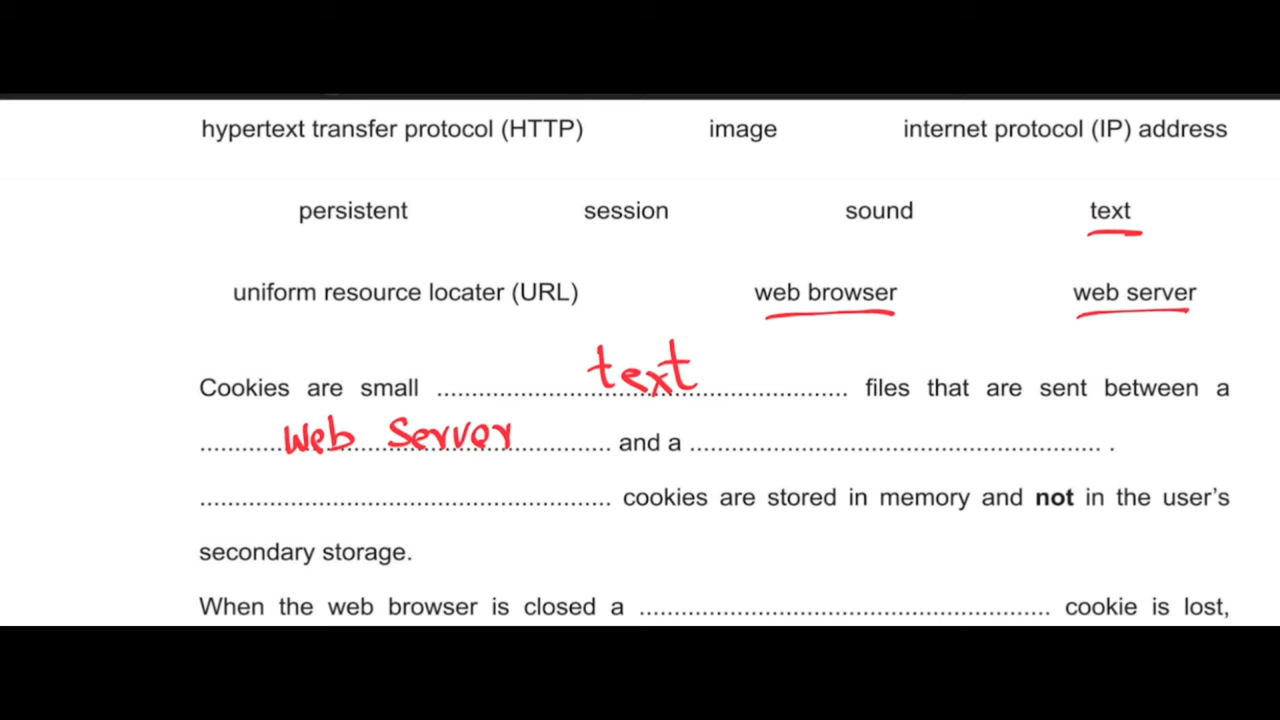 hypertext transfer protocol (HTTP) image internet protocol (IP) address
persistent session sound text
uniform resource locater (URL) web browser web server
Cookies are small .......... text .......... files that are sent between a
.......... Web Server .......... and a .................... .
.................... cookies are stored in memory and not in the user's
secondary storage.
When the web browser is closed a .................... cookie is lost,